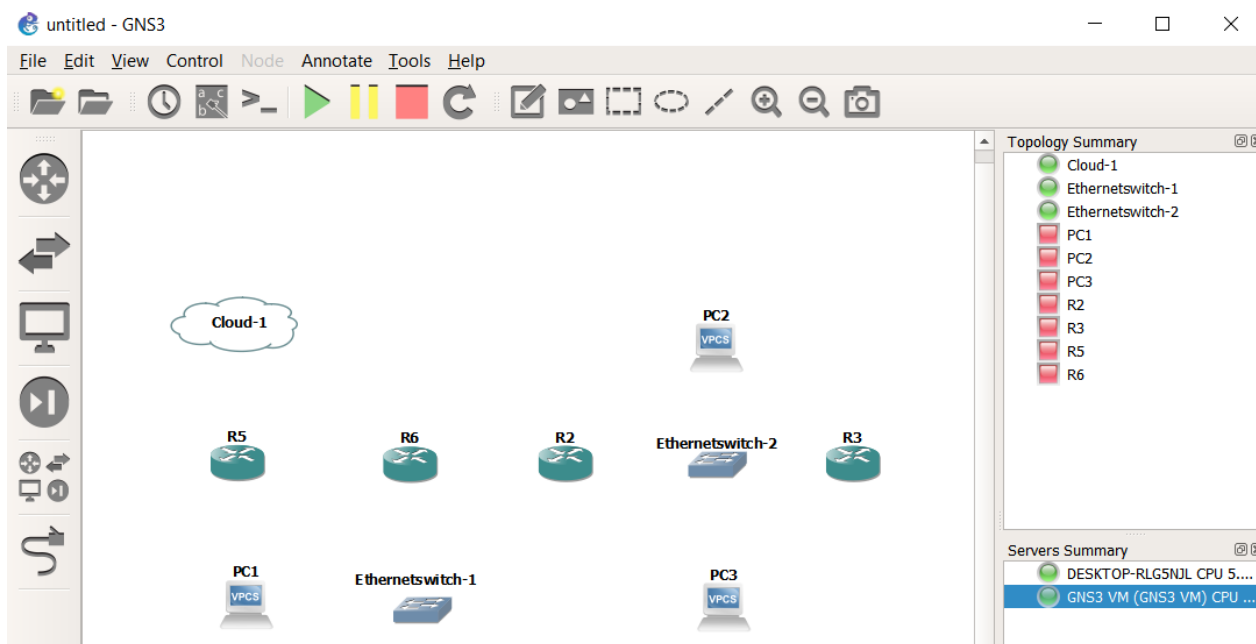 untitled - GNS3
File Edit View Control Node Annotate Tools Help
Topology Summary
Cloud-1
Ethernetswitch-1
Ethernetswitch-2
PC1
PC2
PC3
R2
R3
R5
R6
Cloud-1
PC2
VPCS
R5 R6 R2 Ethernetswitch-2 R3
PC1 Ethernetswitch-1 PC3
VPCS VPCS
Servers Summary
DESKTOP-RLG5NJL CPU 5....
GNS3 VM (GNS3 VM) CPU ...